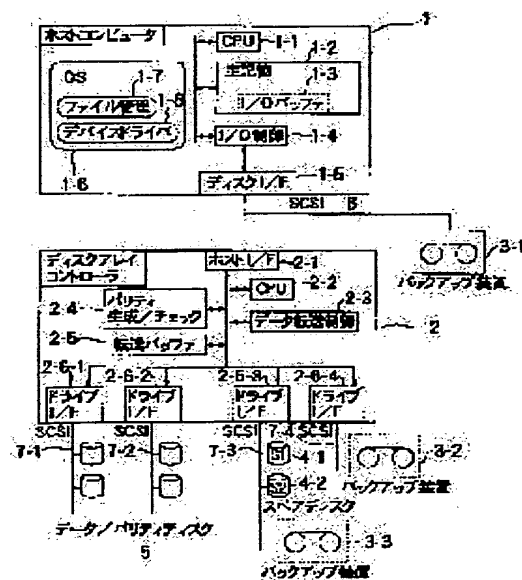 1
ホストコンピュータ
CPU
1-1
1-2
主記憶
1-3
I/Oバッファ
OS
1-7
ファイル管理
1-8
デバイスドライバ
1-6
I/O制御
1-4
ディスクI/F
1-5
SCSI 6
3-1
バックアップ装置
ディスクアレイ
コントローラ
ホストI/F
2-1
CPU
2-2
2-3
データ転送制御
2
2-4
パリティ
生成/チェック
2-5
転送バッファ
2-6-1
2-6-2
2-6-3
2-6-4
ドライブ
I/F
ドライブ
I/F
ドライブ
I/F
ドライブ
I/F
SCSI
SCSI
SCSI
7-4
SCSI
7-1
7-2
7-3
4-1
4-2
スペアディスク
3-2
バックアップ装置
データ/パリティディスク
5
3-3
バックアップ装置